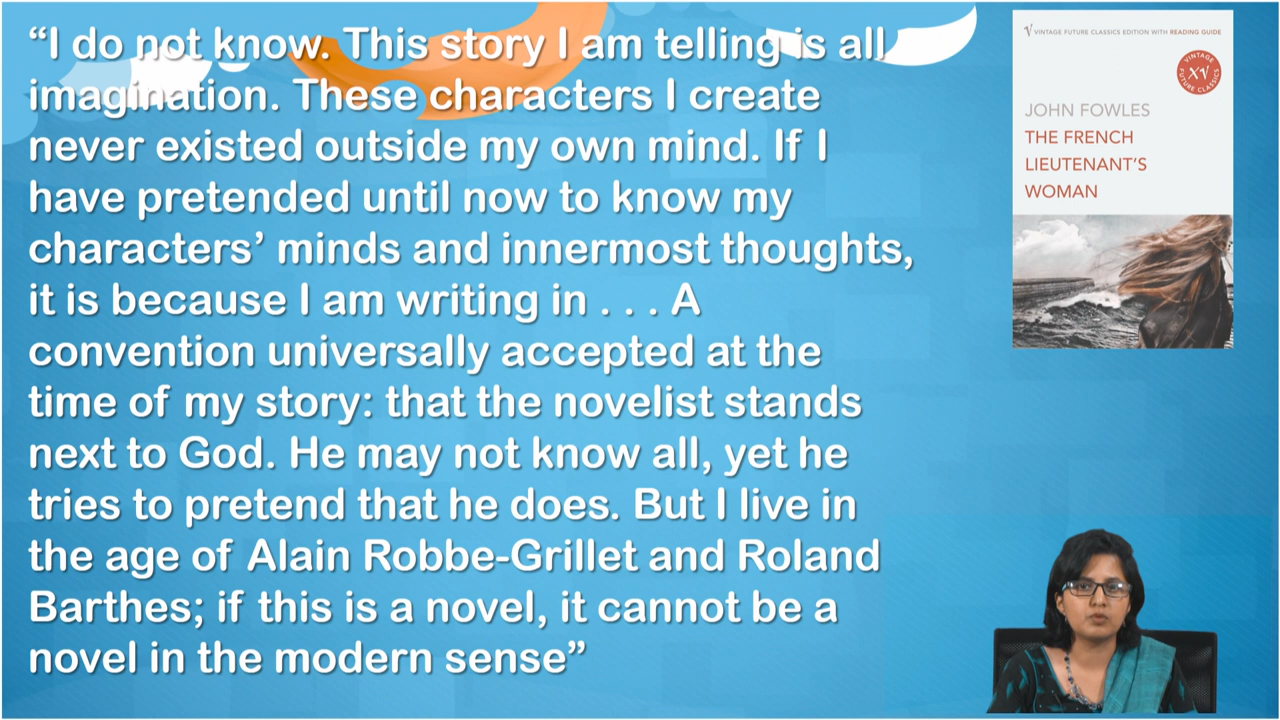 “I do not know. This story I am telling is all
imagination. These characters I create
never existed outside my own mind. If I
have pretended until now to know my
characters’ minds and innermost thoughts,
it is because I am writing in . . . A
convention universally accepted at the
time of my story: that the novelist stands
next to God. He may not know all, yet he
tries to pretend that he does. But I live in
the age of Alain Robbe-Grillet and Roland
Barthes; if this is a novel, it cannot be a
novel in the modern sense”
VINTAGE FUTURE CLASSICS EDITION WITH READING GUIDE
VINTAGE
XV
FUTURE CLASSICS
JOHN FOWLES
THE FRENCH
LIEUTENANT’S
WOMAN